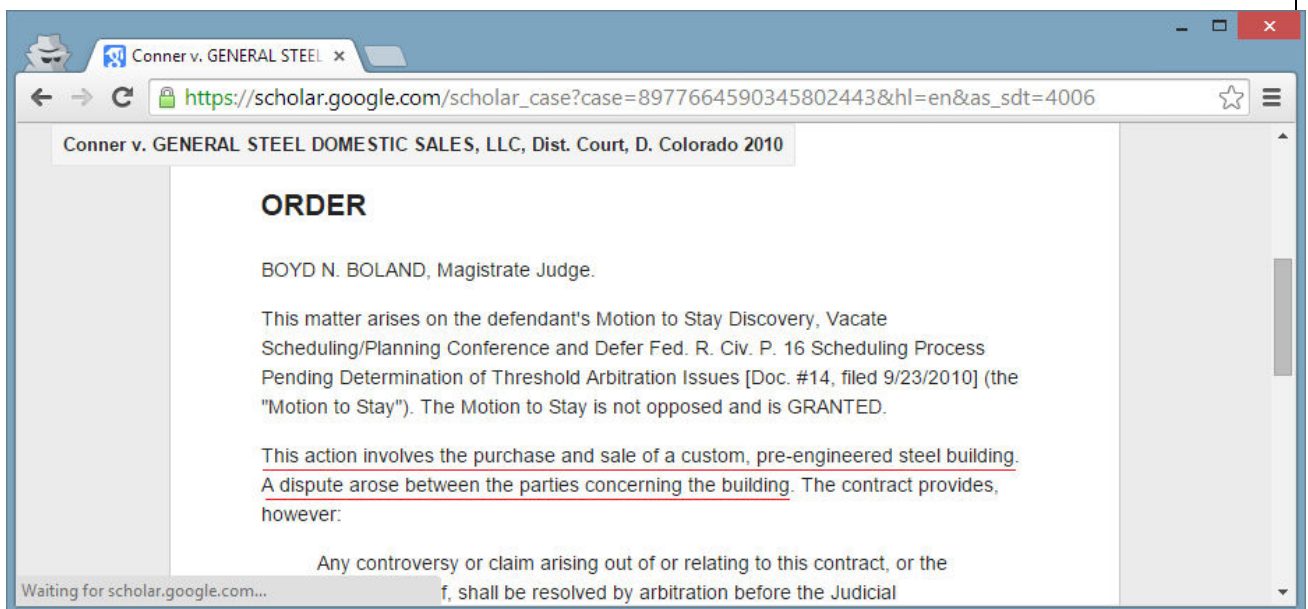 Conner v. GENERAL STEEL
https://scholar.google.com/scholar_case?case=8977664590345802443&hl=en&as_sdt=4006
Conner v. GENERAL STEEL DOMESTIC SALES, LLC, Dist. Court, D. Colorado 2010
ORDER
BOYD N. BOLAND, Magistrate Judge.
This matter arises on the defendant's Motion to Stay Discovery, Vacate
Scheduling/Planning Conference and Defer Fed. R. Civ. P. 16 Scheduling Process
Pending Determination of Threshold Arbitration Issues [Doc. #14, filed 9/23/2010] (the
"Motion to Stay"). The Motion to Stay is not opposed and is GRANTED.
This action involves the purchase and sale of a custom, pre-engineered steel building.
A dispute arose between the parties concerning the building. The contract provides,
however:
Any controversy or claim arising out of or relating to this contract, or the
f, shall be resolved by arbitration before the Judicial
Waiting for scholar.google.com...